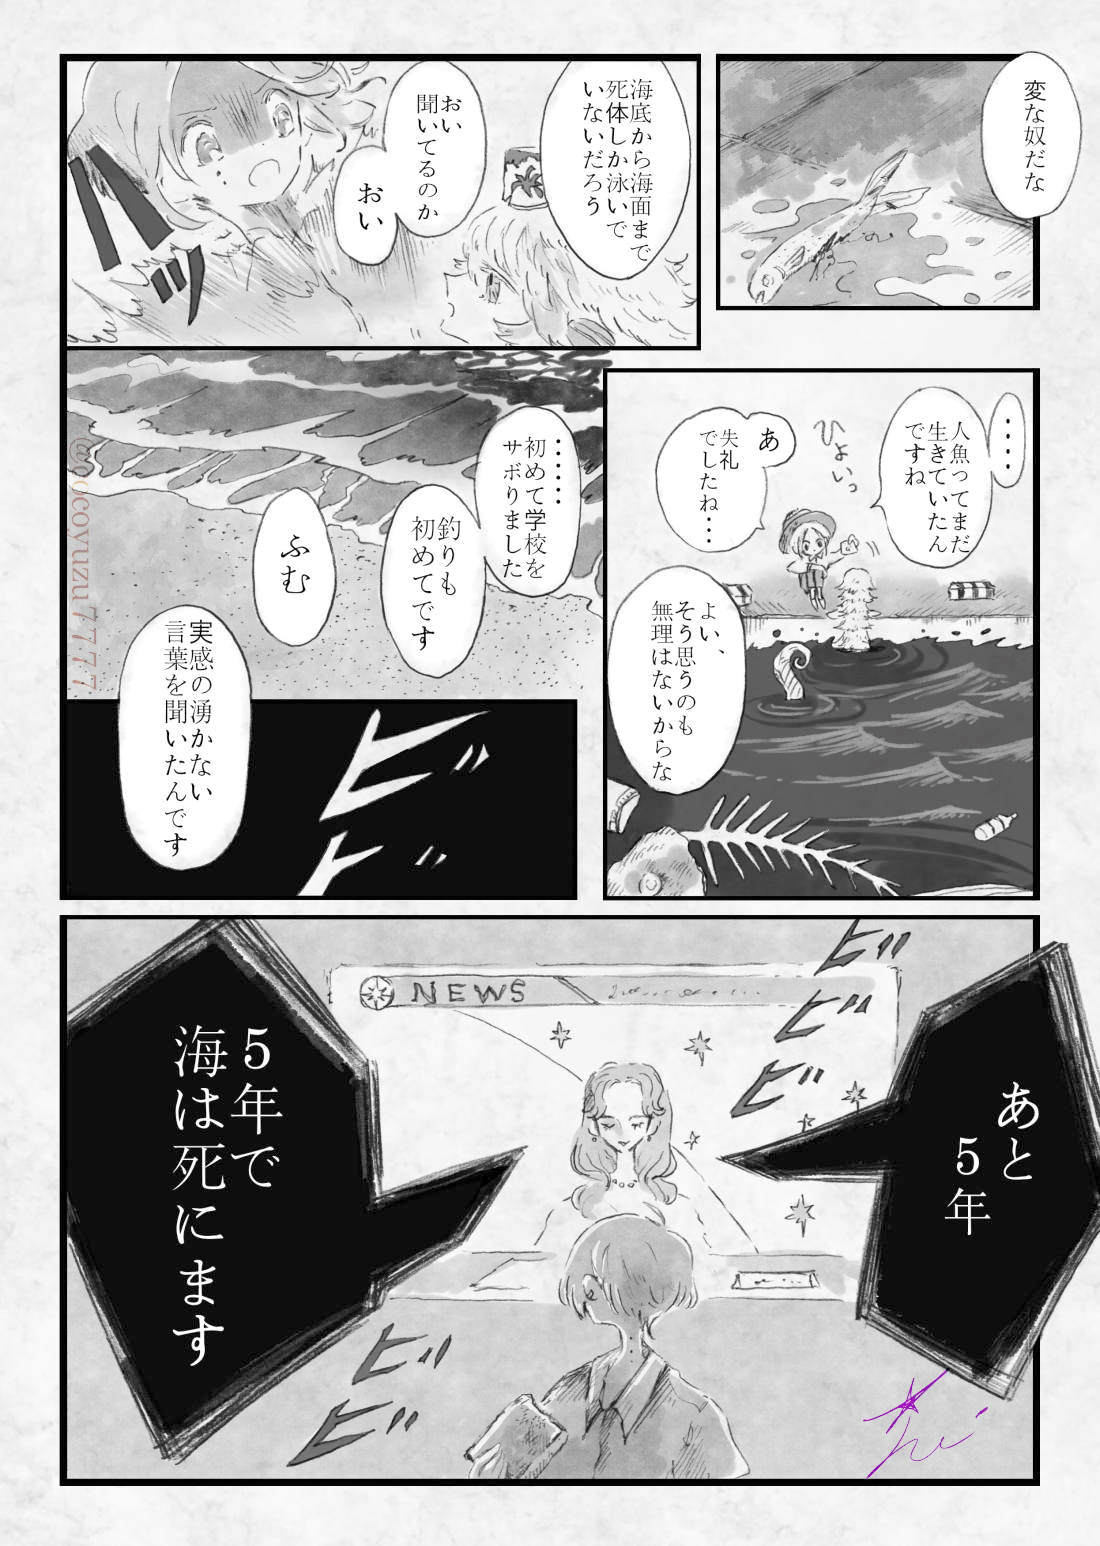 変な奴だな
海底から海面まで
死体しか泳いで
いないだろう
おい
聞いてるのか
おい
バッ
・・・・
人魚ってまだ
生きていたん
ですね
ひょいっ
あ
失礼
でしたね・・・
よい、
そう思うのも
無理はないからな
・・・・・・
初めて学校を
サボりました
釣りも
初めてです
ふむ
実感の湧かない
言葉を聞いたんです
ビ〃
ビ〃
ビ〃
ビ〃
ビ〃
NEWS
あと
5年
5年で
海は死にます
ビ〃
ビ〃